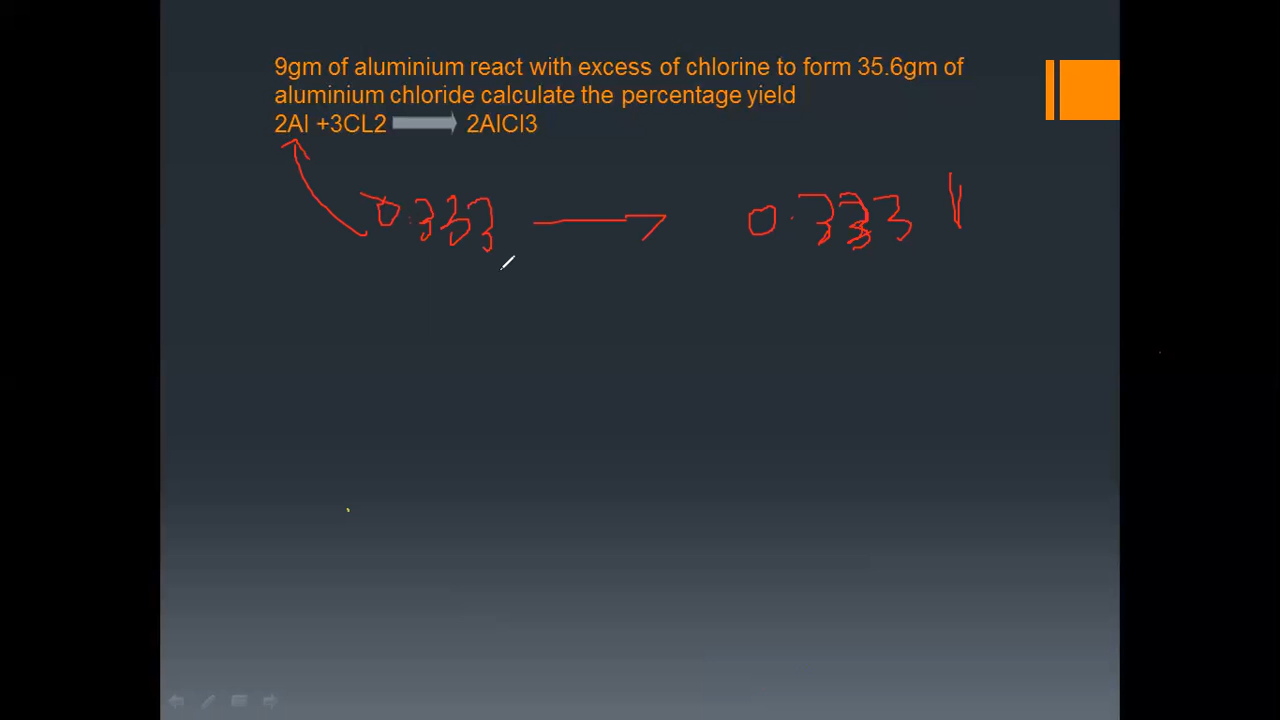 9gm of aluminium react with excess of chlorine to form 35.6gm of
aluminium chloride calculate the percentage yield
2Al +3CL2 → 2AlCl3
0.333 → 0.333